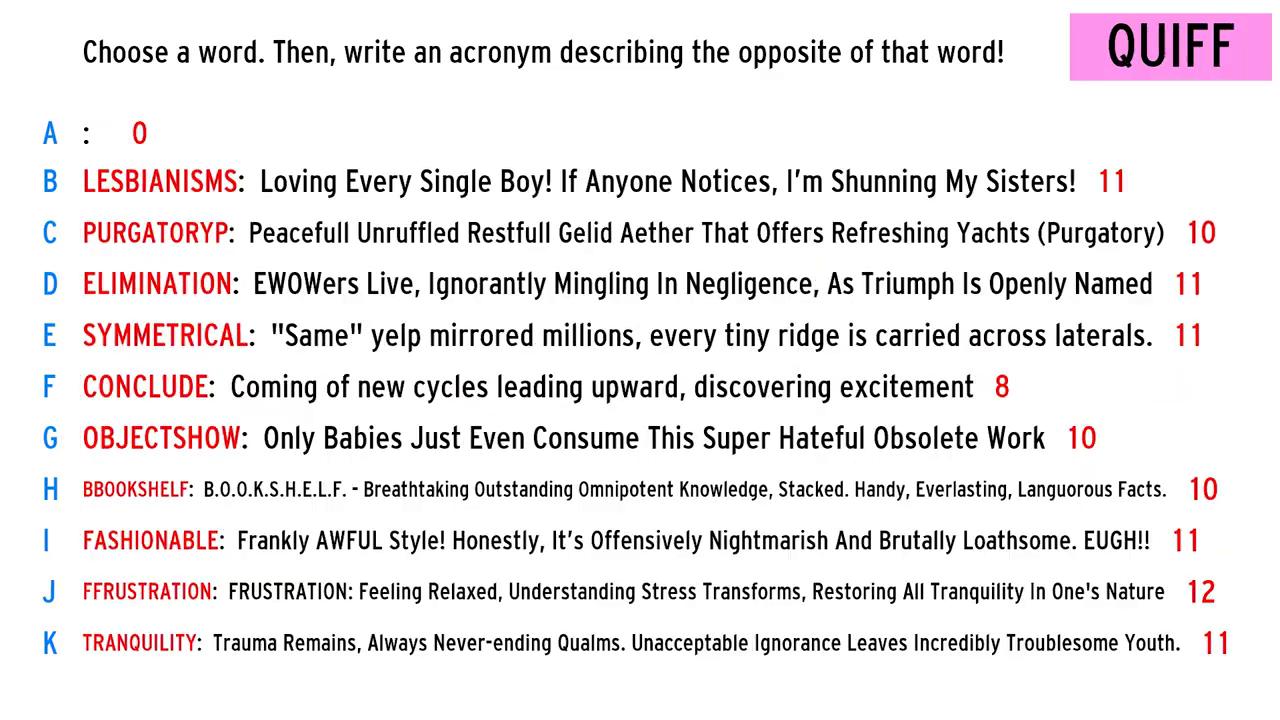 Choose a word. Then, write an acronym describing the opposite of that word! QUIFF
A : 0
B LESBIANISMS: Loving Every Single Boy! If Anyone Notices, I'm Shunning My Sisters! 11
C PURGATORYP: Peacefull Unruffled Restfull Gelid Aether That Offers Refreshing Yachts (Purgatory) 10
D ELIMINATION: EWOWers Live, Ignorantly Mingling In Negligence, As Triumph Is Openly Named 11
E SYMMETRICAL: "Same" yelp mirrored millions, every tiny ridge is carried across laterals. 11
F CONCLUDE: Coming of new cycles leading upward, discovering excitement 8
G OBJECTSHOW: Only Babies Just Even Consume This Super Hateful Obsolete Work 10
H BBOOKSHELF: B.O.O.K.S.H.E.L.F. - Breathtaking Outstanding Omnipotent Knowledge, Stacked. Handy, Everlasting, Languorous Facts. 10
I FASHIONABLE: Frankly AWFUL Style! Honestly, It's Offensively Nightmarish And Brutally Loathsome. EUGH!! 11
J FFRUSTRATION: FRUSTRATION: Feeling Relaxed, Understanding Stress Transforms, Restoring All Tranquility In One's Nature 12
K TRANQUILITY: Trauma Remains, Always Never-ending Qualms. Unacceptable Ignorance Leaves Incredibly Troublesome Youth. 11